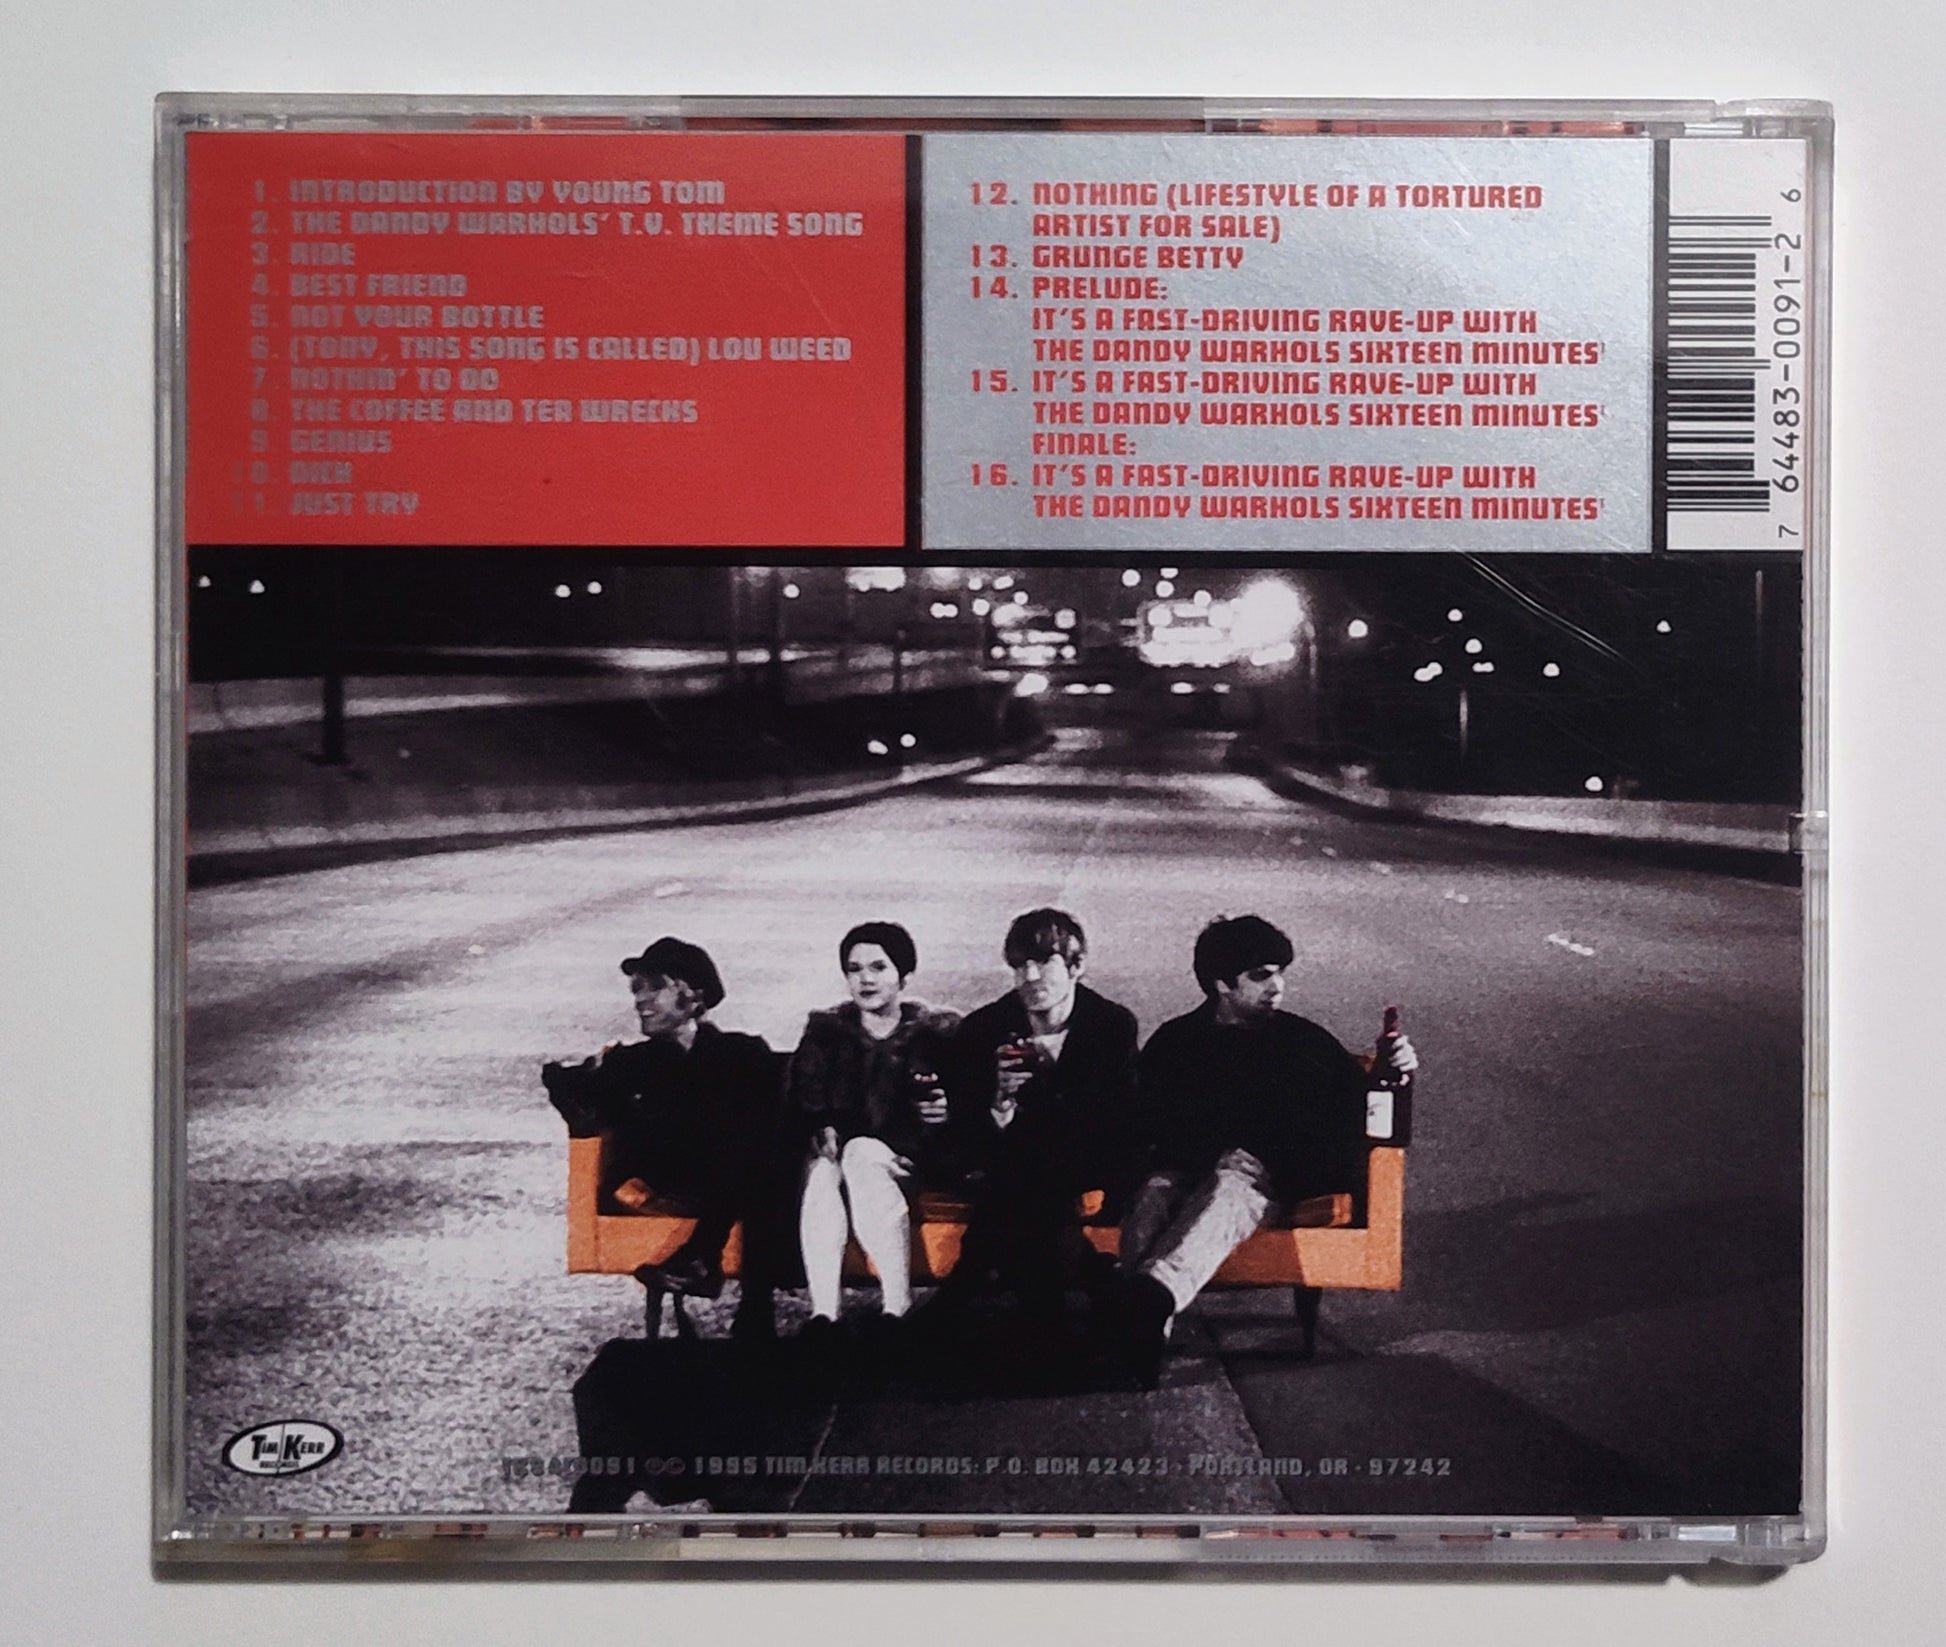 1. INTRODUCTION BY YOUNG TOM
2. THE DANDY WARHOLS' T.V. THEME SONG
3. RIDE
4. BEST FRIEND
5. NOT YOUR BOTTLE
6. (TONY, THIS SONG IS CALLED) LOU WEED
7. NOTHIN' TO DO
8. THE COFFEE AND TEA WRECKS
9. GENIUS
10. DICK
11. JUST TRY
12. NOTHING (LIFESTYLE OF A TORTURED
ARTIST FOR SALE)
13. GRUNGE BETTY
14. PRELUDE:
IT'S A FAST-DRIVING RAVE-UP WITH
THE DANDY WARHOLS SIXTEEN MINUTES'
15. IT'S A FAST-DRIVING RAVE-UP WITH
THE DANDY WARHOLS SIXTEEN MINUTES'
FINALE:
16. IT'S A FAST-DRIVING RAVE-UP WITH
THE DANDY WARHOLS SIXTEEN MINUTES'
7 64483-0091-2 6
TIM/KERR
RECORDS
℗© 1995 TIM/KERR RECORDS: P.O. BOX 42423 · PORTLAND, OR · 97242